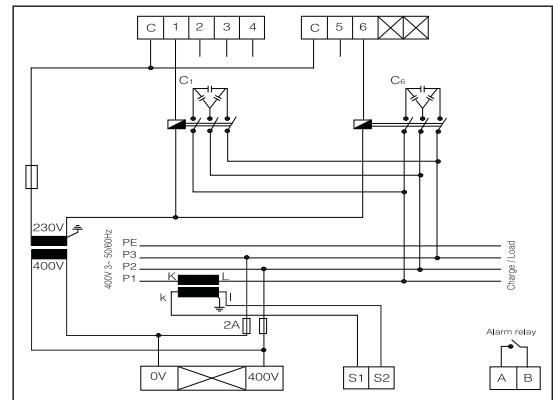 C 1 2 3 4 C 5 6
C1 C6
230V
400V
400V 3~ 50/60Hz
PE
P3
P2
P1
K L
k l
2A
Charge / Load
0V 400V
S1 S2
Alarm relay
A B